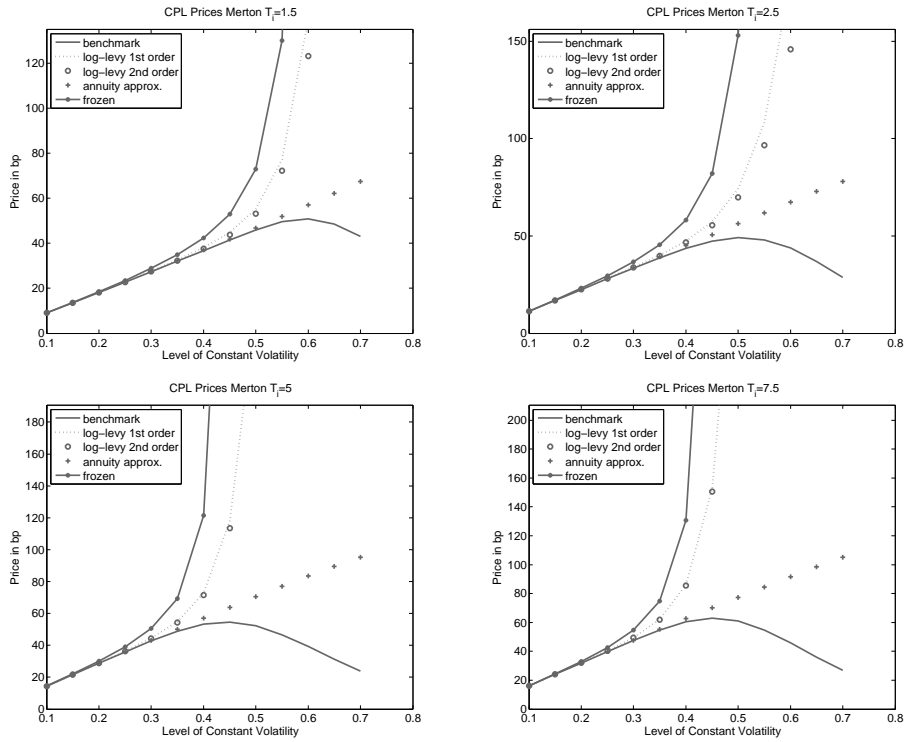 CPL Prices Merton Ti=1.5
benchmark
log-levy 1st order
log-levy 2nd order
annuity approx.
frozen
Price in bp
120
100
80
60
40
20
0
0.1 0.2 0.3 0.4 0.5 0.6 0.7 0.8
Level of Constant Volatility
CPL Prices Merton Ti=2.5
benchmark
log-levy 1st order
log-levy 2nd order
annuity approx.
frozen
Price in bp
150
100
50
0
0.1 0.2 0.3 0.4 0.5 0.6 0.7 0.8
Level of Constant Volatility
CPL Prices Merton Ti=5
benchmark
log-levy 1st order
log-levy 2nd order
annuity approx.
frozen
Price in bp
180
160
140
120
100
80
60
40
20
0
0.1 0.2 0.3 0.4 0.5 0.6 0.7 0.8
Level of Constant Volatility
CPL Prices Merton Ti=7.5
benchmark
log-levy 1st order
log-levy 2nd order
annuity approx.
frozen
Price in bp
200
180
160
140
120
100
80
60
40
20
0
0.1 0.2 0.3 0.4 0.5 0.6 0.7 0.8
Level of Constant Volatility